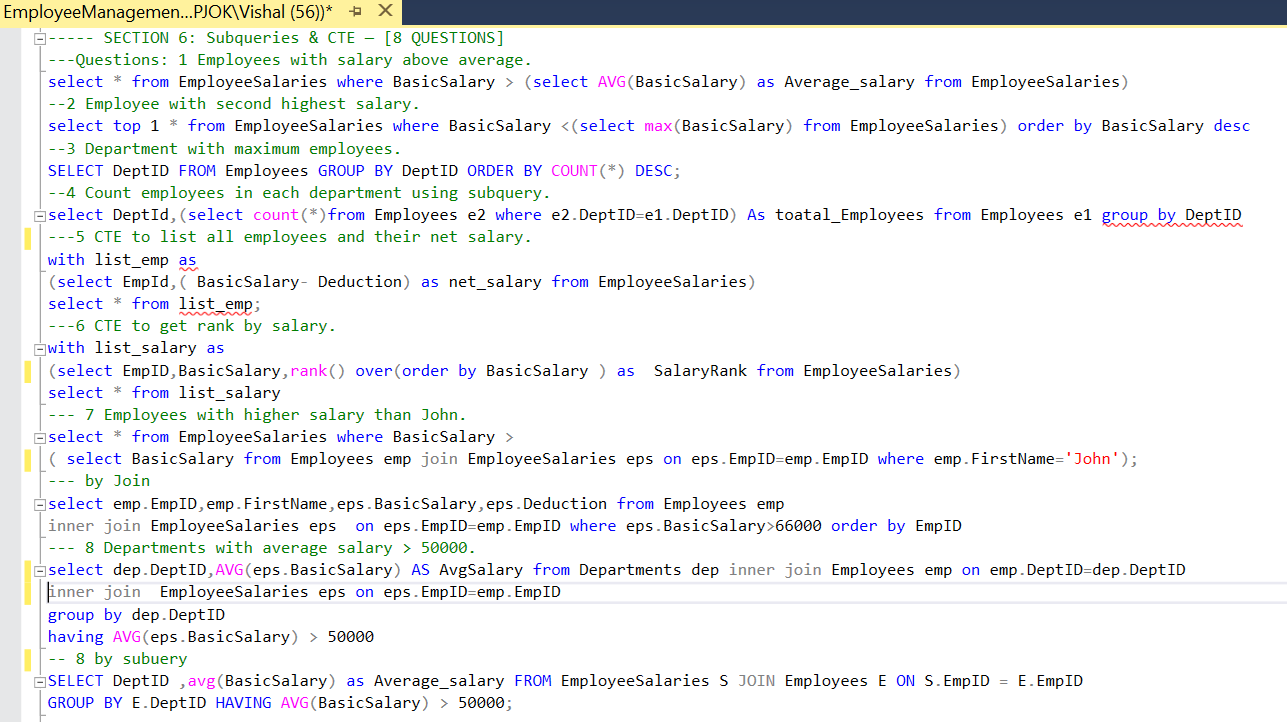 EmployeeManagemen...PJOK\Vishal (56))*
----- SECTION 6: Subqueries & CTE — [8 QUESTIONS]
---Questions: 1 Employees with salary above average.
select * from EmployeeSalaries where BasicSalary > (select AVG(BasicSalary) as Average_salary from EmployeeSalaries)
--2 Employee with second highest salary.
select top 1 * from EmployeeSalaries where BasicSalary <(select max(BasicSalary) from EmployeeSalaries) order by BasicSalary desc
--3 Department with maximum employees.
SELECT DeptID FROM Employees GROUP BY DeptID ORDER BY COUNT(*) DESC;
--4 Count employees in each department using subquery.
select DeptId,(select count(*)from Employees e2 where e2.DeptID=e1.DeptID) As toatal_Employees from Employees e1 group by DeptID
---5 CTE to list all employees and their net salary.
with list_emp as
(select EmpId,( BasicSalary- Deduction) as net_salary from EmployeeSalaries)
select * from list_emp;
---6 CTE to get rank by salary.
with list_salary as
(select EmpID,BasicSalary,rank() over(order by BasicSalary ) as  SalaryRank from EmployeeSalaries)
select * from list_salary
--- 7 Employees with higher salary than John.
select * from EmployeeSalaries where BasicSalary >
( select BasicSalary from Employees emp join EmployeeSalaries eps on eps.EmpID=emp.EmpID where emp.FirstName='John');
--- by Join
select emp.EmpID,emp.FirstName,eps.BasicSalary,eps.Deduction from Employees emp
inner join EmployeeSalaries eps  on eps.EmpID=emp.EmpID where eps.BasicSalary>66000 order by EmpID
--- 8 Departments with average salary > 50000.
select dep.DeptID,AVG(eps.BasicSalary) AS AvgSalary from Departments dep inner join Employees emp on emp.DeptID=dep.DeptID
inner join  EmployeeSalaries eps on eps.EmpID=emp.EmpID
group by dep.DeptID
having AVG(eps.BasicSalary) > 50000
-- 8 by subuery
SELECT DeptID ,avg(BasicSalary) as Average_salary FROM EmployeeSalaries S JOIN Employees E ON S.EmpID = E.EmpID
GROUP BY E.DeptID HAVING AVG(BasicSalary) > 50000;